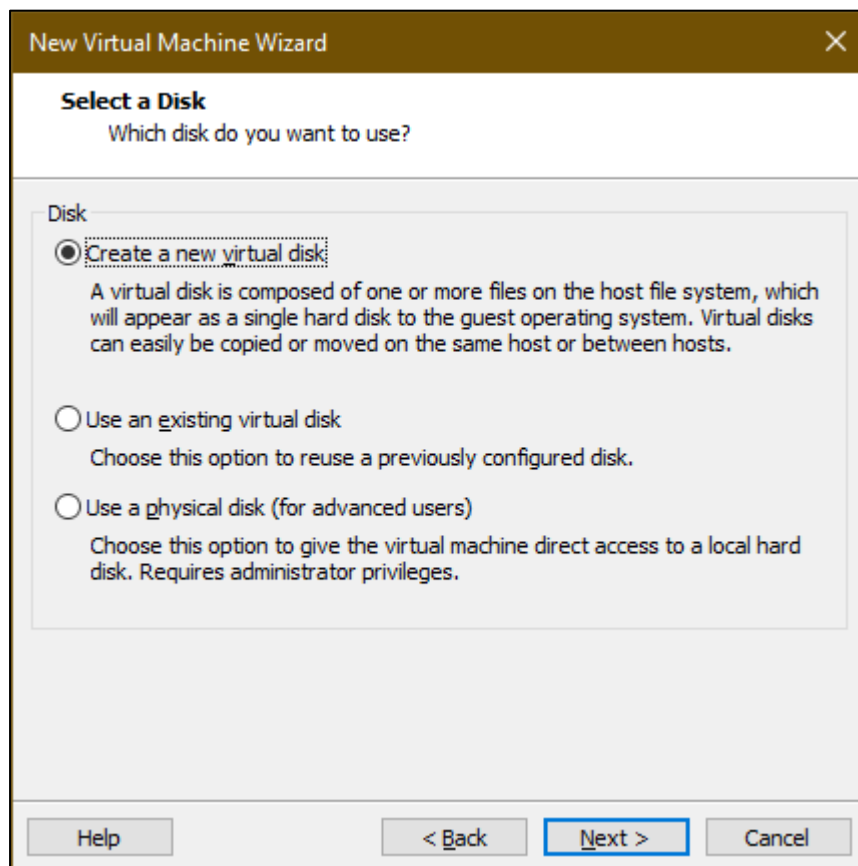 New Virtual Machine Wizard
Select a Disk
Which disk do you want to use?
Disk
Create a new virtual disk
A virtual disk is composed of one or more files on the host file system, which
will appear as a single hard disk to the guest operating system. Virtual disks
can easily be copied or moved on the same host or between hosts.
Use an existing virtual disk
Choose this option to reuse a previously configured disk.
Use a physical disk (for advanced users)
Choose this option to give the virtual machine direct access to a local hard
disk. Requires administrator privileges.
Help
< Back
Next >
Cancel